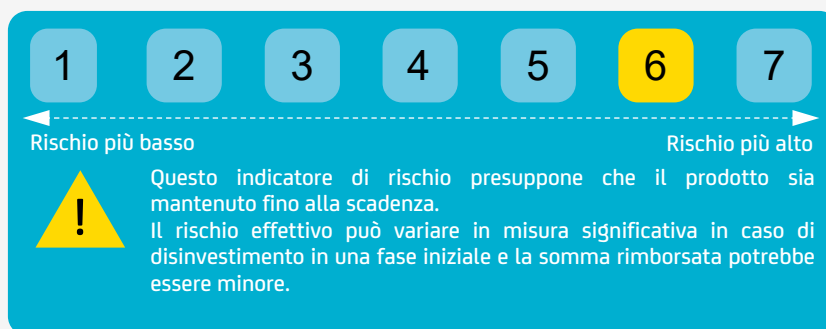 1 2 3 4 5 6 7
Rischio più basso Rischio più alto
! Questo indicatore di rischio presuppone che il prodotto sia
mantenuto fino alla scadenza.
Il rischio effettivo può variare in misura significativa in caso di
disinvestimento in una fase iniziale e la somma rimborsata potrebbe
essere minore.